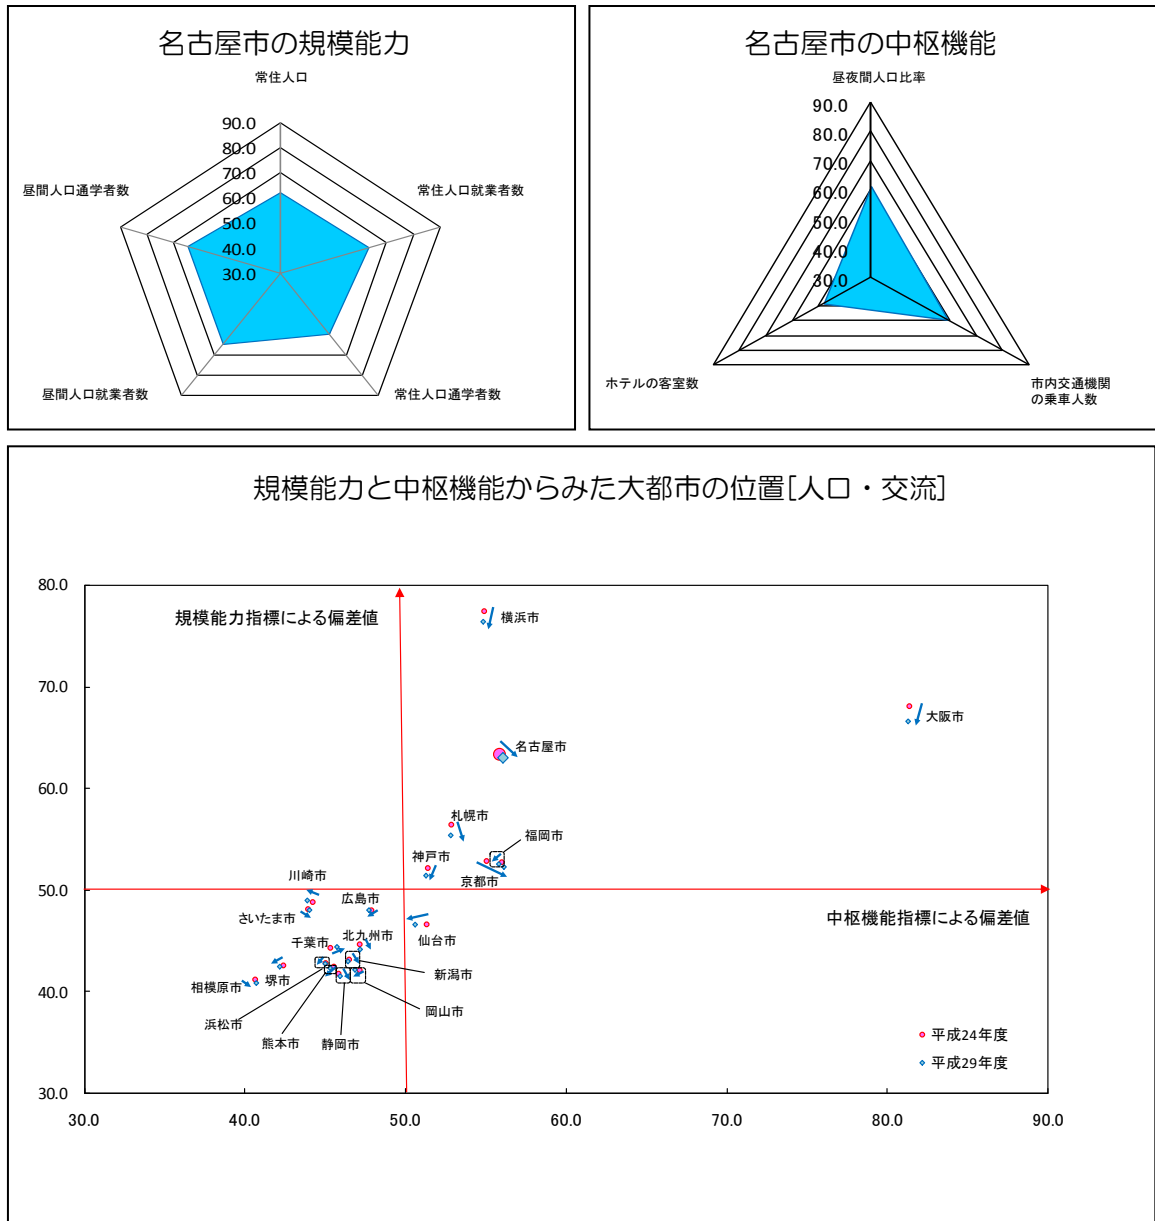 名古屋市の規模能力
常住人口
90.0
80.0
70.0
60.0
50.0
40.0
30.0
昼間人口通学者数
常住人口就業者数
昼間人口就業者数
常住人口通学者数
名古屋市の中枢機能
昼夜間人口比率
90.0
80.0
70.0
60.0
50.0
40.0
30.0
ホテルの客室数
市内交通機関
の乗車人数
規模能力と中枢機能からみた大都市の位置[人口・交流]
80.0
70.0
60.0
50.0
40.0
30.0
規模能力指標による偏差値
横浜市
大阪市
名古屋市
札幌市
福岡市
神戸市
京都市
川崎市
広島市
さいたま市
中枢機能指標による偏差値
北九州市
仙台市
千葉市
新潟市
堺市
相模原市
岡山市
浜松市
熊本市
静岡市
平成24年度
平成29年度
30.0
40.0
50.0
60.0
70.0
80.0
90.0